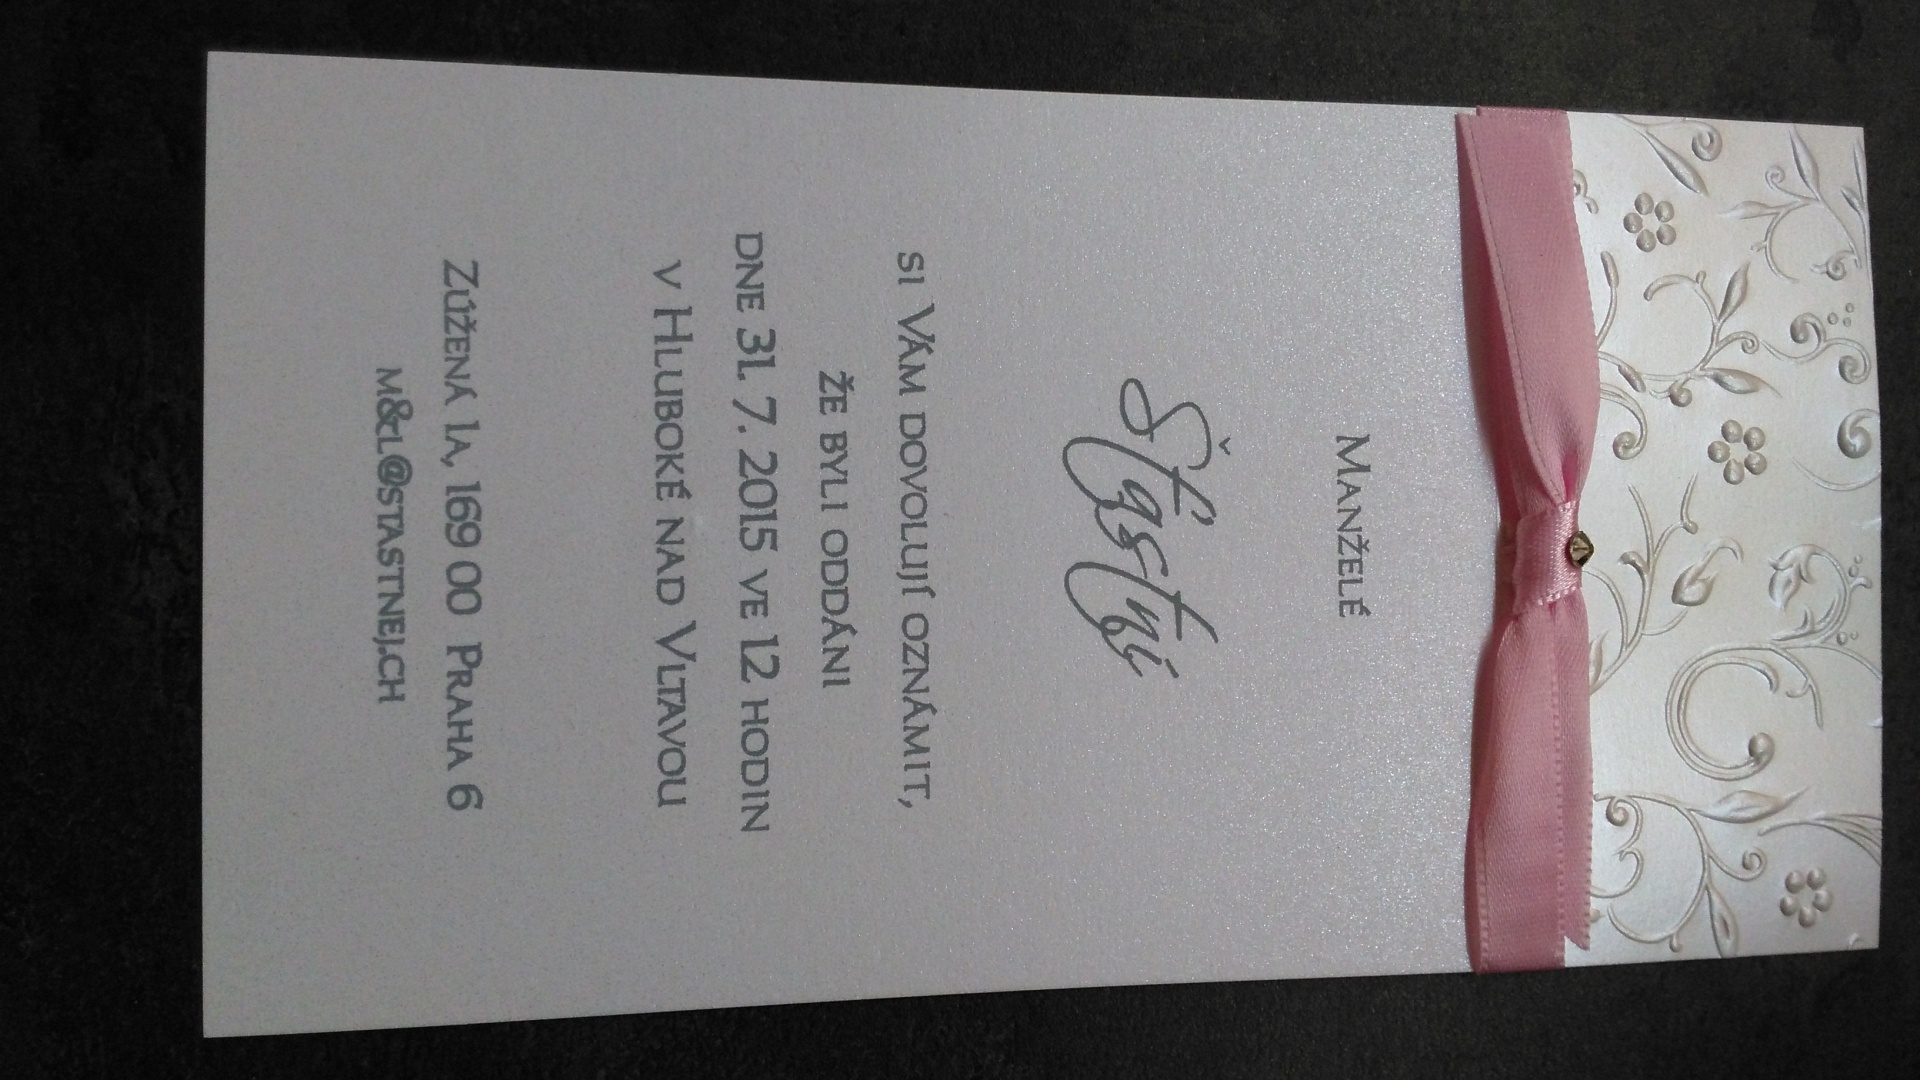 Manželé
Šťastní
si Vám dovolují oznámit,
že byli oddáni
dne 31. 7. 2015 ve 12 hodin
v Hluboké nad Vltavou
Zúžená 1a, 169 00 Praha 6
m&l@stastnej.ch